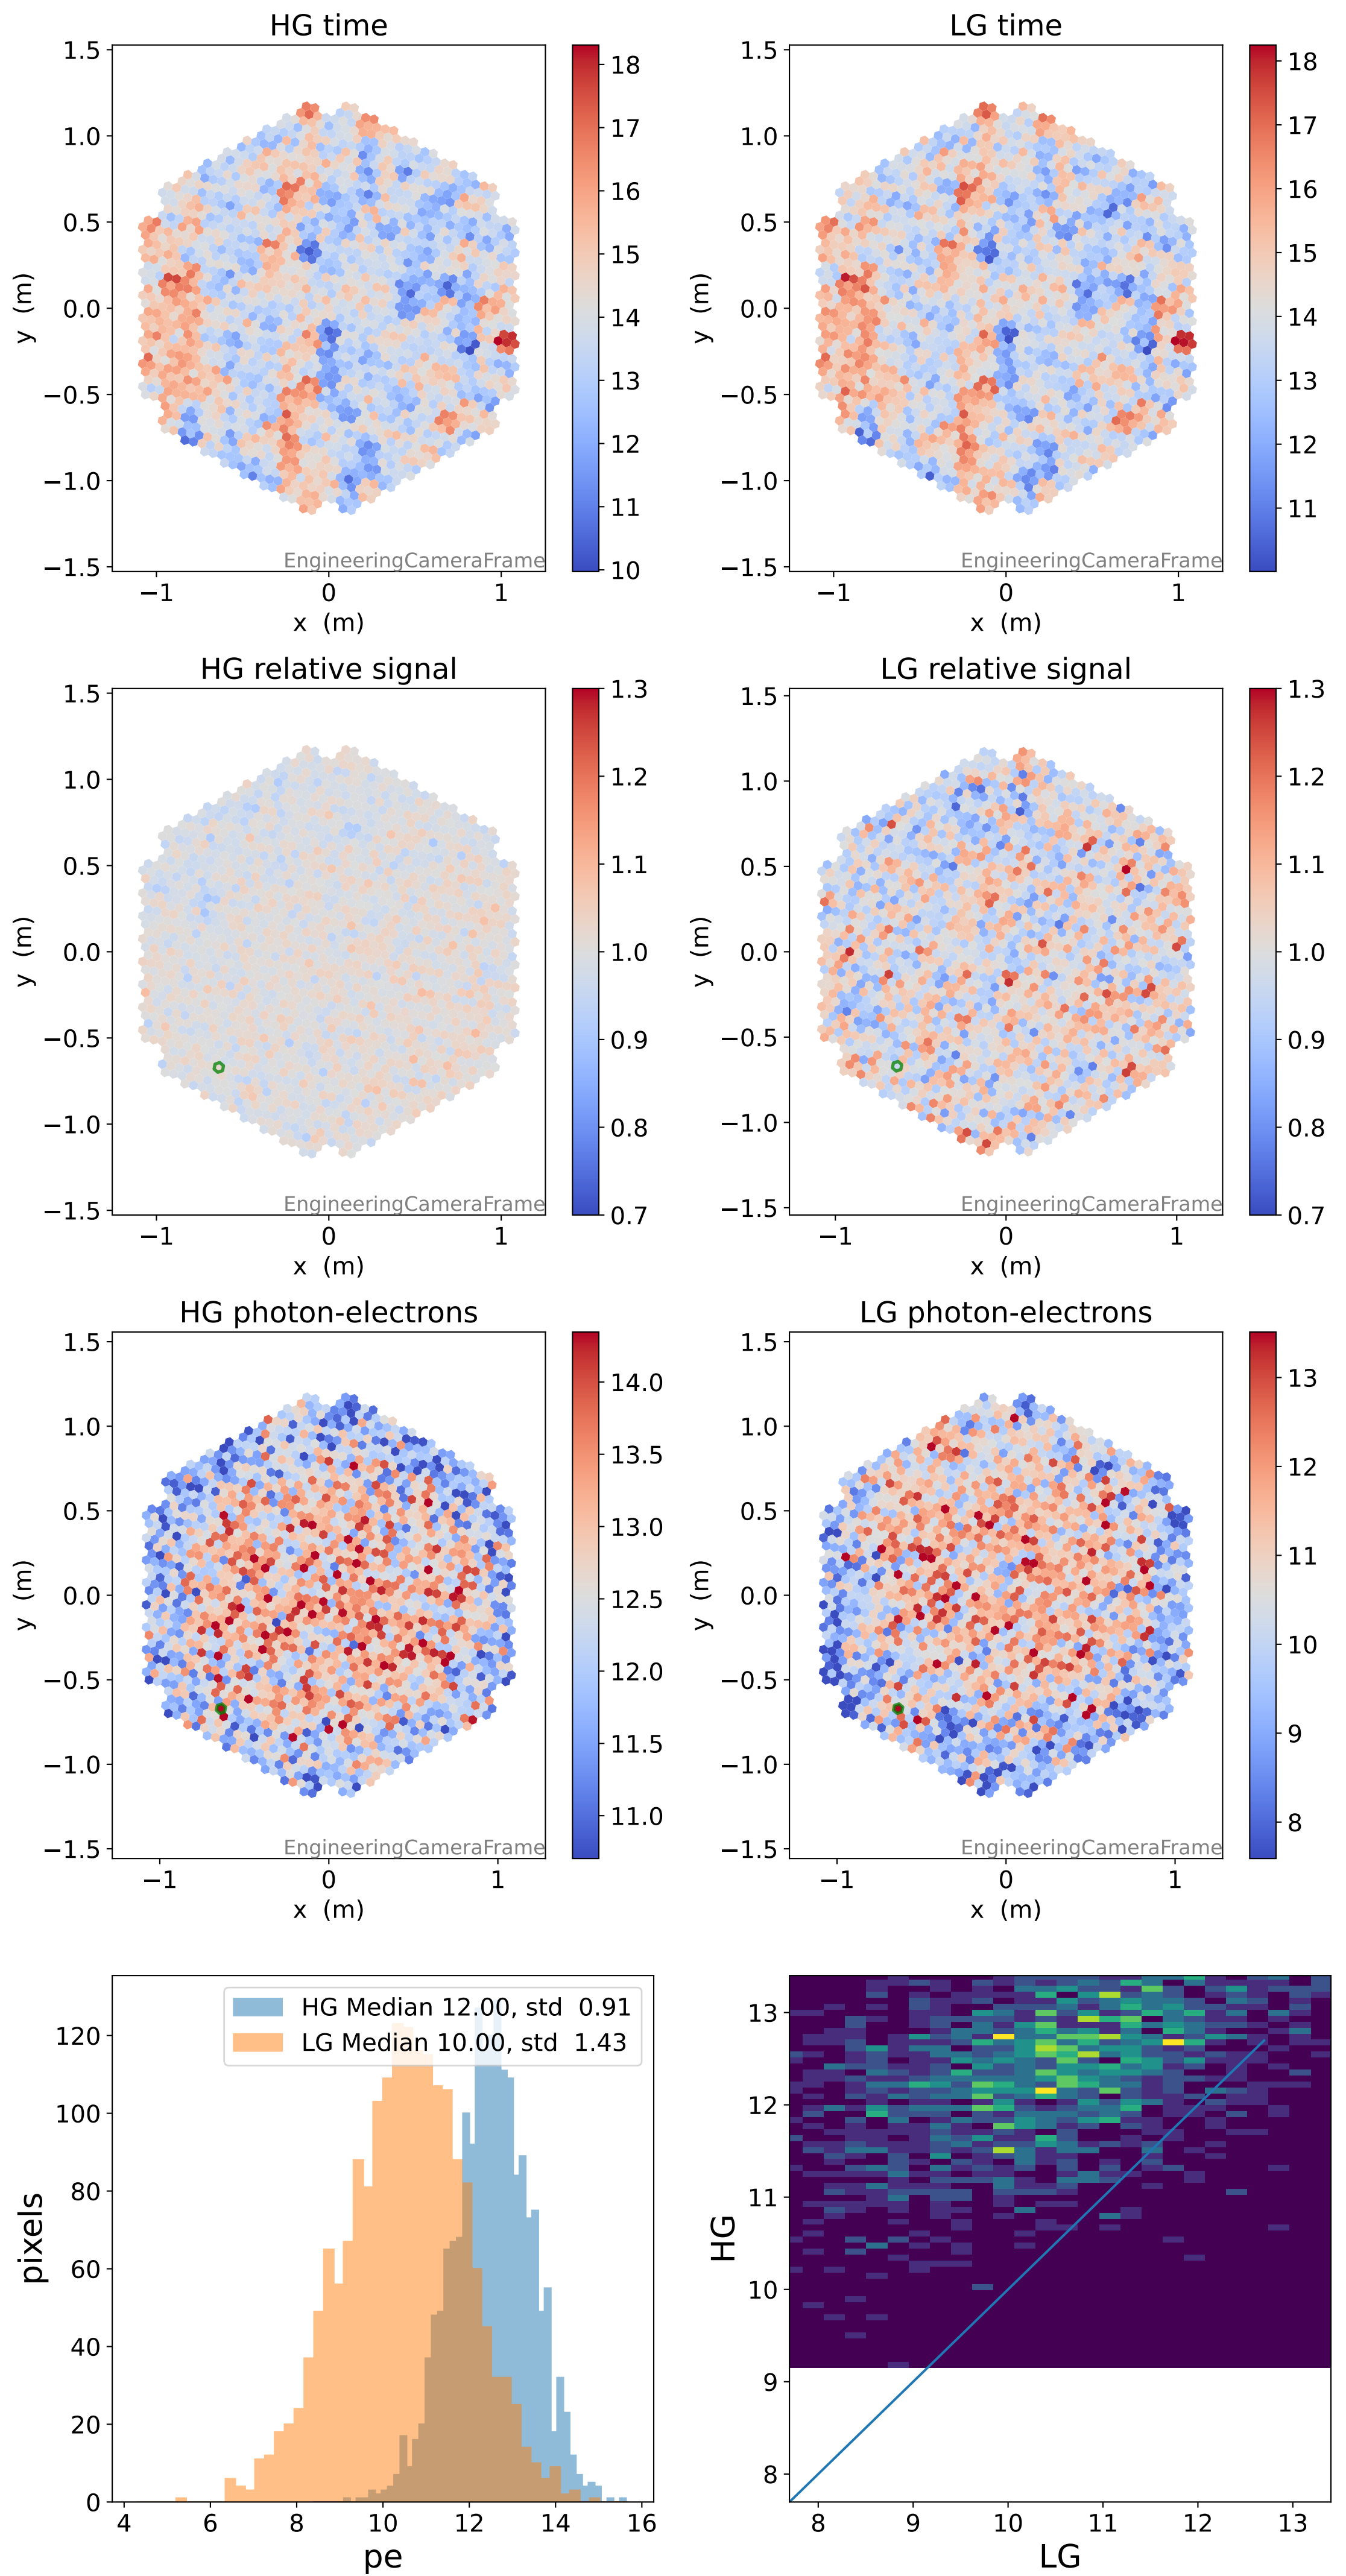 HG time
1.5
1.0
0.5
0.0
−0.5
−1.0
−1.5
y (m)
−1 0 1
x (m)
EngineeringCameraFrame
18
17
16
15
14
13
12
11
10
LG time
1.5
1.0
0.5
0.0
−0.5
−1.0
−1.5
y (m)
−1 0 1
x (m)
EngineeringCameraFrame
18
17
16
15
14
13
12
11
HG relative signal
1.5
1.0
0.5
0.0
−0.5
−1.0
−1.5
y (m)
−1 0 1
x (m)
EngineeringCameraFrame
1.3
1.2
1.1
1.0
0.9
0.8
0.7
LG relative signal
1.5
1.0
0.5
0.0
−0.5
−1.0
−1.5
y (m)
−1 0 1
x (m)
EngineeringCameraFrame
1.3
1.2
1.1
1.0
0.9
0.8
0.7
HG photon-electrons
1.5
1.0
0.5
0.0
−0.5
−1.0
−1.5
y (m)
−1 0 1
x (m)
EngineeringCameraFrame
14.0
13.5
13.0
12.5
12.0
11.5
11.0
LG photon-electrons
1.5
1.0
0.5
0.0
−0.5
−1.0
−1.5
y (m)
−1 0 1
x (m)
EngineeringCameraFrame
13
12
11
10
9
8
HG Median 12.00, std 0.91
LG Median 10.00, std 1.43
120
100
80
60
40
20
0
pixels
4 6 8 10 12 14 16
pe
13
12
11
10
9
8
HG
8 9 10 11 12 13
LG